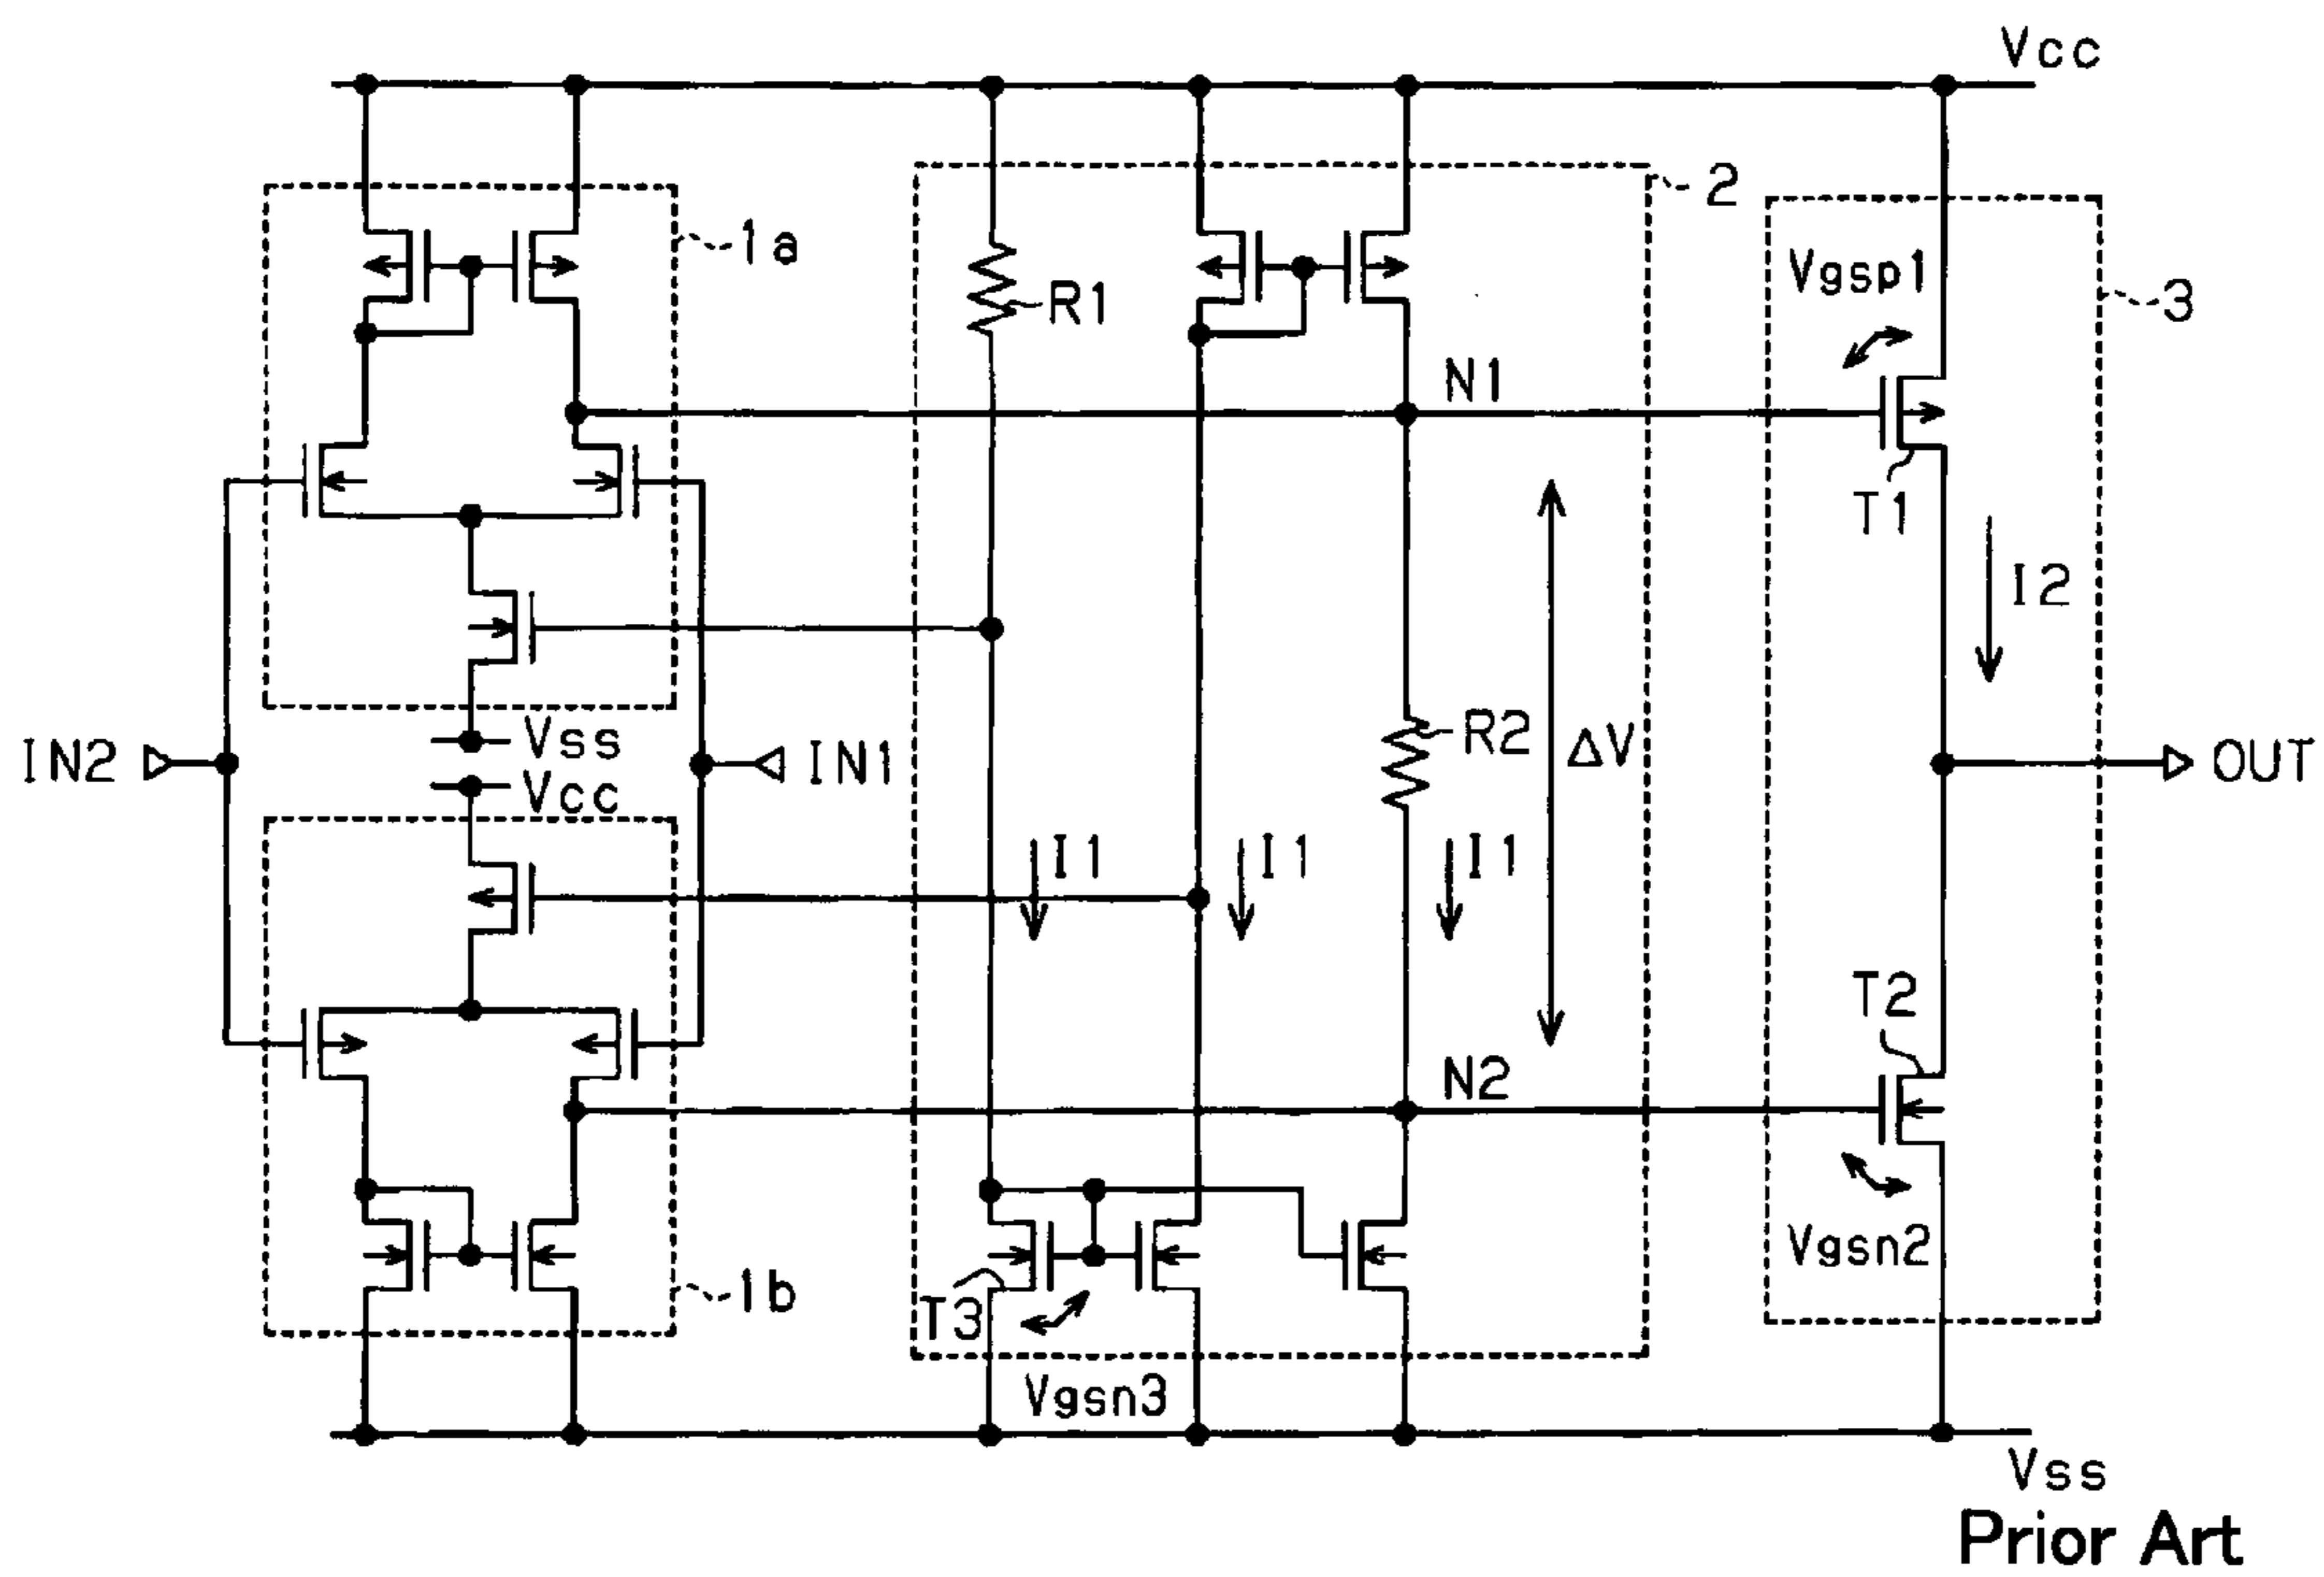 Vcc
2
1a
Vgsp1
3
R1
N1
T1
I2
Vss
R2
IN2
IN1
ΔV
OUT
Vcc
I1
I1
I1
T2
N2
Vgsn2
1b
T3
Vgsn3
Vss
Prior Art